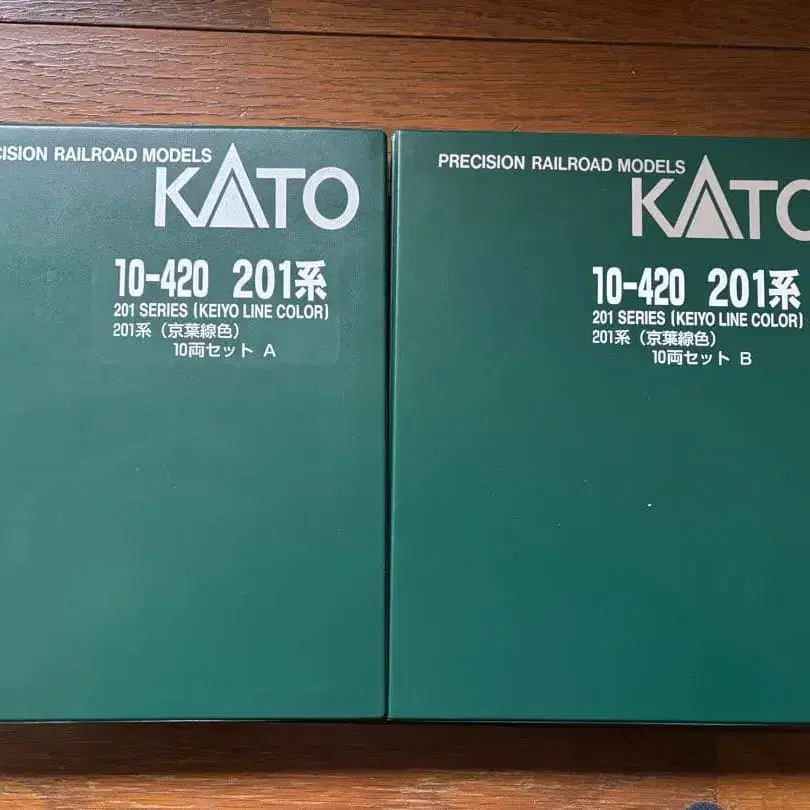 CISION RAILROAD MODELS
KATO
10-420 201系
201 SERIES (KEIYO LINE COLOR)
201系（京葉線色）
10両セット A
PRECISION RAILROAD MODELS
KATO
10-420 201系
201 SERIES (KEIYO LINE COLOR)
201系（京葉線色）
10両セット B